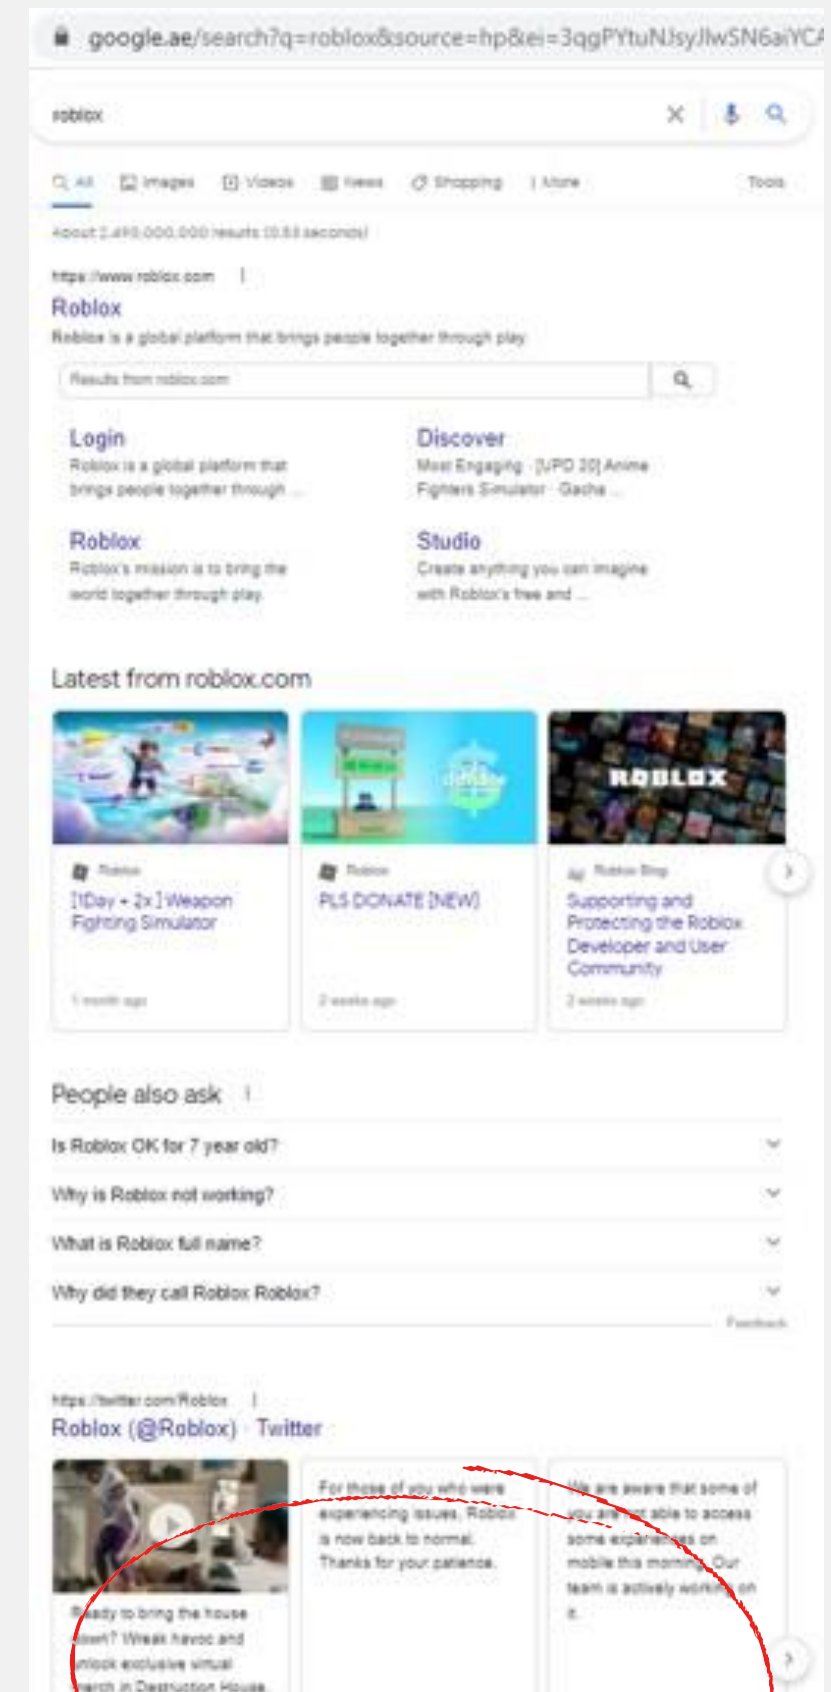 google.ae/search?q=roblox&source=hp&ei=3qgPYtuNJsyJlwSN6aiYCA
roblox
All Images Videos News Shopping More Tools
About 2,490,000,000 results (0.53 seconds)
https://www.roblox.com
Roblox
Roblox is a global platform that brings people together through play.
Results from roblox.com
Login
Roblox is a global platform that
brings people together through ...
Discover
Most Engaging · [UPD 20] Anime
Fighters Simulator · Gacha ...
Roblox
Roblox's mission is to bring the
world together through play.
Studio
Create anything you can imagine
with Roblox's free and ...
Latest from roblox.com
donate
ROBLOX
Roblox
[1Day + 2x] Weapon
Fighting Simulator
1 month ago
Roblox
PLS DONATE [NEW]
2 weeks ago
Roblox Blog
Supporting and
Protecting the Roblox
Developer and User
Community
2 weeks ago
People also ask
Is Roblox OK for 7 year old?
Why is Roblox not working?
What is Roblox full name?
Why did they call Roblox Roblox?
Feedback
https://twitter.com/Roblox
Roblox (@Roblox) · Twitter
Ready to bring the house
down? Wreak havoc and
unlock exclusive virtual
merch in Destruction House,
For those of you who were
experiencing issues, Roblox
is now back to normal.
Thanks for your patience.
We are aware that some of
you are not able to access
some experiences on
mobile this morning. Our
team is actively working on
it.